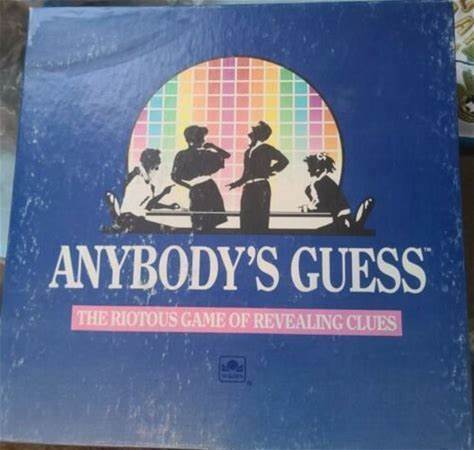 ANYBODY'S GUESS™
THE RIOTOUS GAME OF REVEALING CLUES